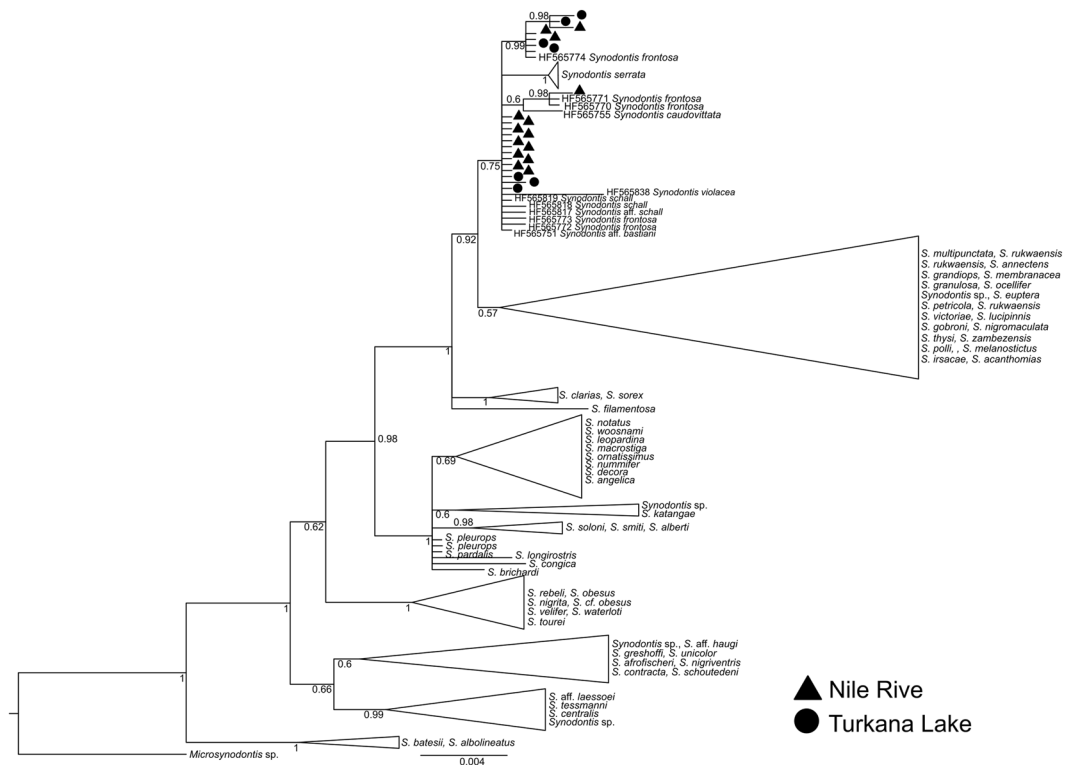 0.98
0.99
HF565774 Synodontis frontosa
Synodontis serrata
1
0.98
0.6
HF565771 Synodontis frontosa
HF565770 Synodontis frontosa
HF565755 Synodontis caudovittata
0.75
HF565838 Synodontis violacea
HF565819 Synodontis schall
HF565818 Synodontis schall
HF565817 Synodontis aff. schall
HF565773 Synodontis frontosa
HF565772 Synodontis frontosa
HF565751 Synodontis aff. bastiani
0.92
S. multipunctata, S. rukwaensis
S. rukwaensis, S. annectens
S. grandiops, S. membranacea
S. granulosa, S. ocellifer
Synodontis sp., S. euptera
S. petricola, S. rukwaensis
S. victoriae, S. lucipinnis
S. gobroni, S. nigromaculata
S. thysi, S. zambezensis
S. polli, , S. melanostictus
S. irsacae, S. acanthomias
0.57
1
S. clarias, S. sorex
1
S. filamentosa
0.98
S. notatus
S. woosnami
S. leopardina
S. macrostiga
S. ornatissimus
S. nummifer
S. decora
S. angelica
0.69
Synodontis sp.
S. katangae
0.6
0.98
S. soloni, S. smiti, S. alberti
1
S. pleurops
S. pleurops
S. pardalis
S. longirostris
S. congica
S. brichardi
0.62
S. rebeli, S. obesus
S. nigrita, S. cf. obesus
S. velifer, S. waterloti
S. tourei
1
1
Synodontis sp., S. aff. haugi
S. greshoffi, S. unicolor
S. afrofischeri, S. nigriventris
S. contracta, S. schoutedeni
0.6
0.66
S. aff. laessoei
S. tessmanni
S. centralis
Synodontis sp.
0.99
1
S. batesii, S. albolineatus
1
Microsynodontis sp.
0.004
Nile Rive
Turkana Lake